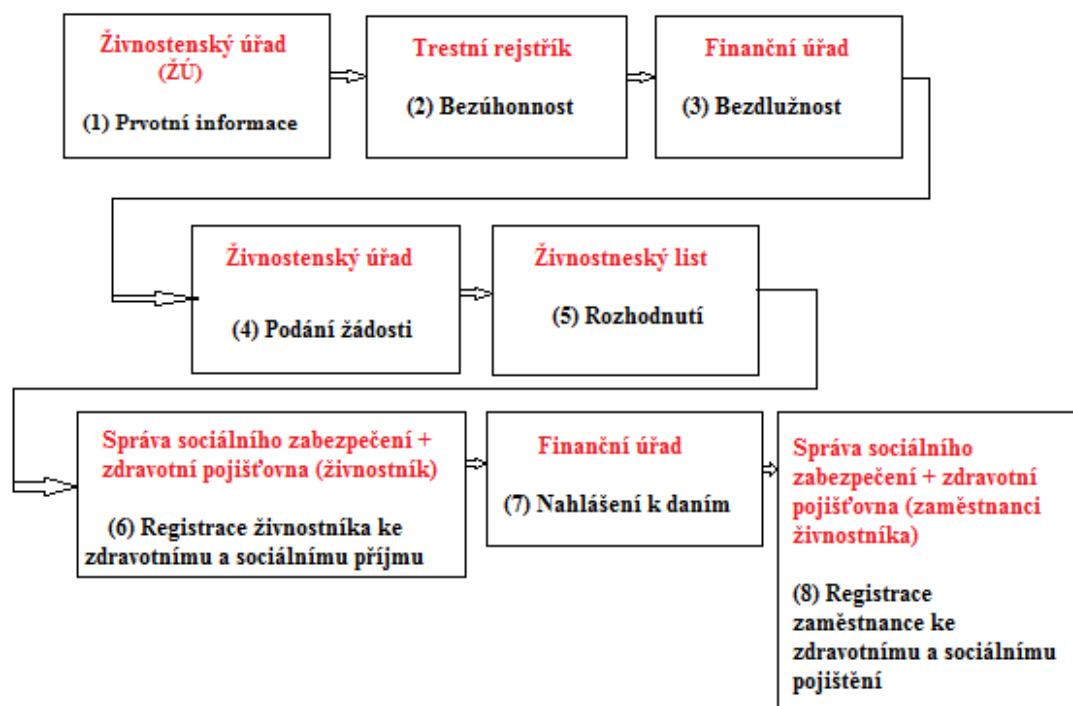 Živnostenský úřad
(ŽÚ)
(1) Prvotní informace
Trestní rejstřík
(2) Bezúhonnost
Finanční úřad
(3) Bezdlužnost
Živnostenský úřad
(4) Podání žádosti
Živnostneský list
(5) Rozhodnutí
Správa sociálního zabezpečení +
zdravotní pojišťovna (živnostník)
(6) Registrace živnostníka ke
zdravotnímu a sociálnímu příjmu
Finanční úřad
(7) Nahlášení k daním
Správa sociálního
zabezpečení + zdravotní
pojišťovna (zaměstnanci
živnostníka)
(8) Registrace
zaměstnance ke
zdravotnímu a sociálnímu
pojištění